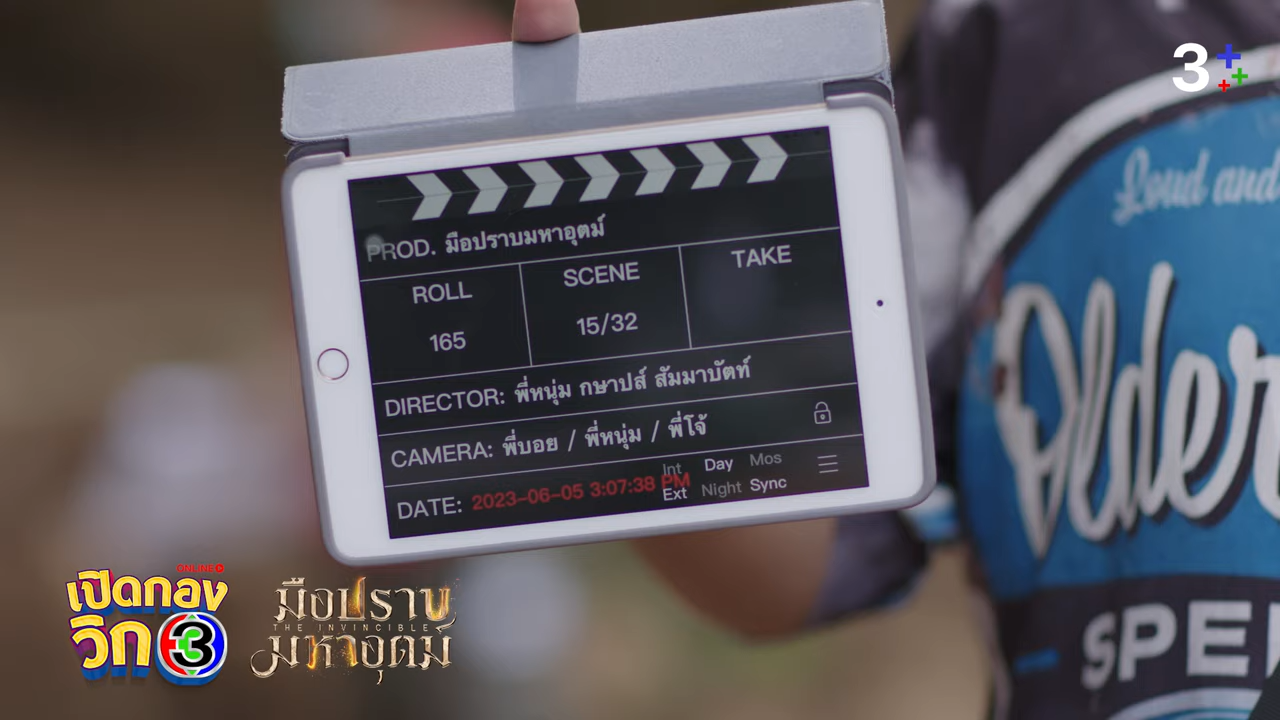 3
PROD. มือปราบมหาอุตม์
ROLL SCENE TAKE
165 15/32
DIRECTOR: พี่หนุ่ม กษาปส์ สัมมาบัตท์
CAMERA: พี่บอย / พี่หนุ่ม / พี่โจ้
DATE: 2023-06-05 3:07:38 PM
Int Day Mos
Ext Night Sync
Loud and
Older
SPE
ONLINE
เปิดกอง
วิก 3
มือปราบ
THE INVINCIBLE
มหาอุตม์